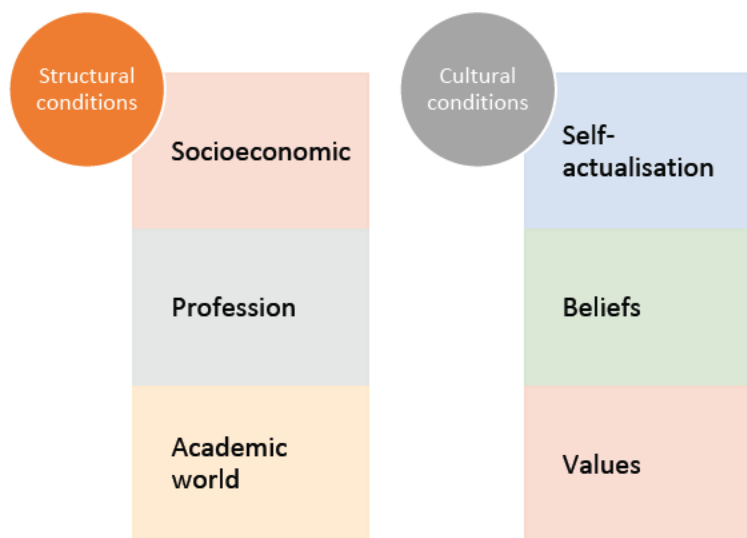 Structural
conditions
Socioeconomic
Profession
Academic
world
Cultural
conditions
Self-
actualisation
Beliefs
Values